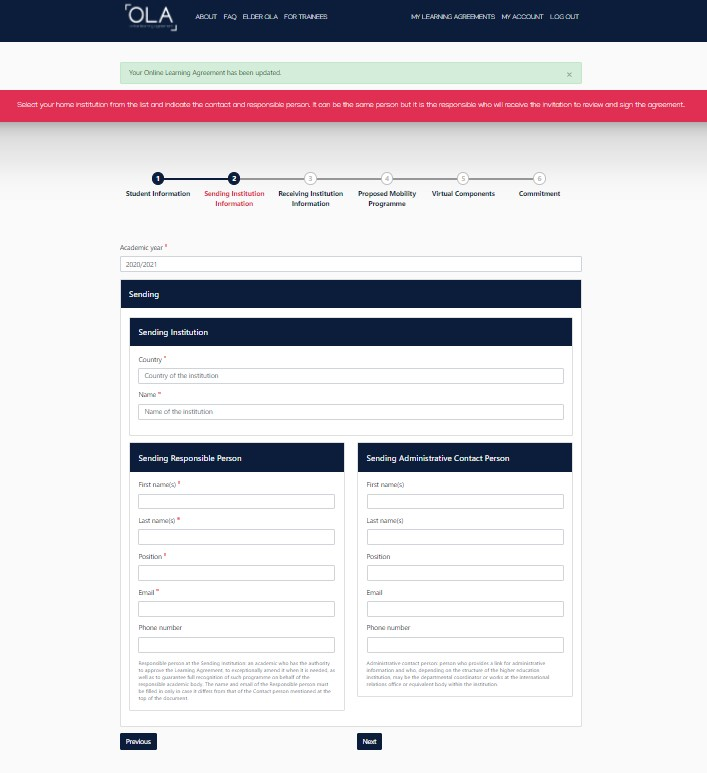 OLA
ABOUT FAQ ELDER OLA FOR TRAINEES MY LEARNING AGREEMENTS MY ACCOUNT LOG OUT
Your Online Learning Agreement has been updated. ×
Select your home institution from the list and indicate the contact and responsible person. It can be the same person but it is the responsible who will receive the invitation to review and sign the agreement.
1 2 3 4 5 6
Student Information Sending Institution Receiving Institution Proposed Mobility Virtual Components Commitment
Information Information Programme
Academic year *
2020/2021
Sending
Sending Institution
Country *
Country of the institution
Name *
Name of the institution
Sending Responsible Person
First name(s) *
Last name(s) *
Position *
Email *
Phone number
Responsible person at the Sending Institution: an academic who has the authority
to approve the Learning Agreement, to exceptionally amend it when it is needed, as
well as to guarantee full recognition of such programme on behalf of the
responsible academic body. The name and email of the Responsible person must
be filled in only in case it differs from that of the Contact person mentioned at the
top of the document.
Sending Administrative Contact Person
First name(s)
Last name(s)
Position
Email
Phone number
Administrative contact person: person who provides a link for administrative
information and who, depending on the structure of the higher education
institution, may be the departmental coordinator or works at the international
relations office or equivalent body within the institution.
Previous Next